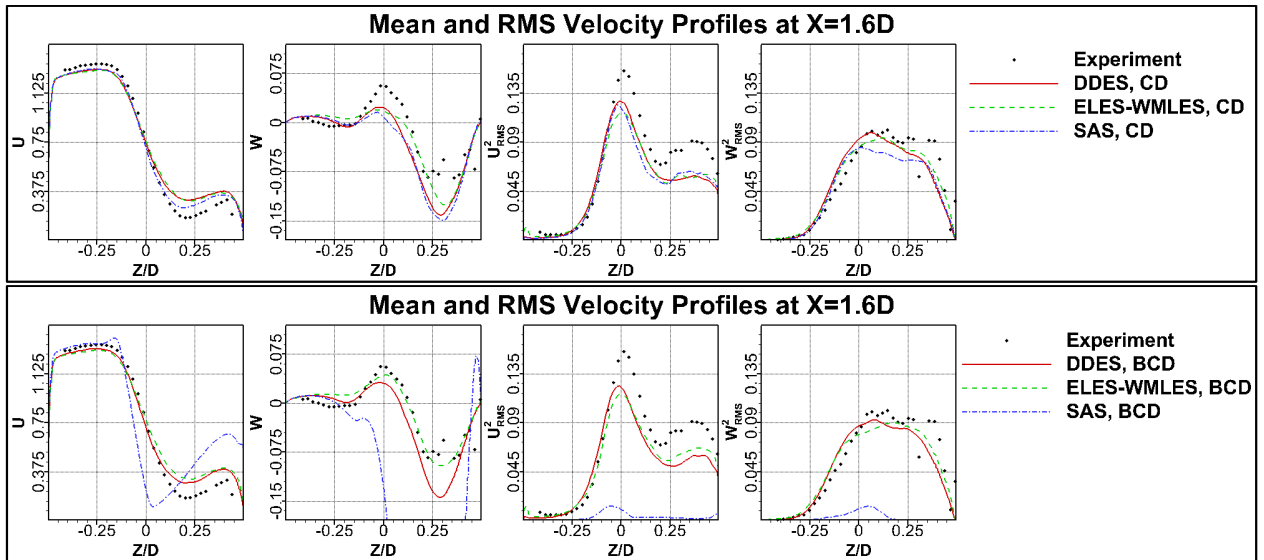 Mean and RMS Velocity Profiles at X=1.6D
U
1.125
0.75
0.375
-0.25 0 0.25
Z/D
W
0.075
0
-0.075
-0.15
-0.25 0 0.25
Z/D
U²RMS
0.135
0.09
0.045
-0.25 0 0.25
Z/D
W²RMS
0.135
0.09
0.045
-0.25 0 0.25
Z/D
Experiment
DDES, CD
ELES-WMLES, CD
SAS, CD
Mean and RMS Velocity Profiles at X=1.6D
U
1.125
0.75
0.375
-0.25 0 0.25
Z/D
W
0.075
0
-0.075
-0.15
-0.25 0 0.25
Z/D
U²RMS
0.135
0.09
0.045
-0.25 0 0.25
Z/D
W²RMS
0.135
0.09
0.045
-0.25 0 0.25
Z/D
Experiment
DDES, BCD
ELES-WMLES, BCD
SAS, BCD